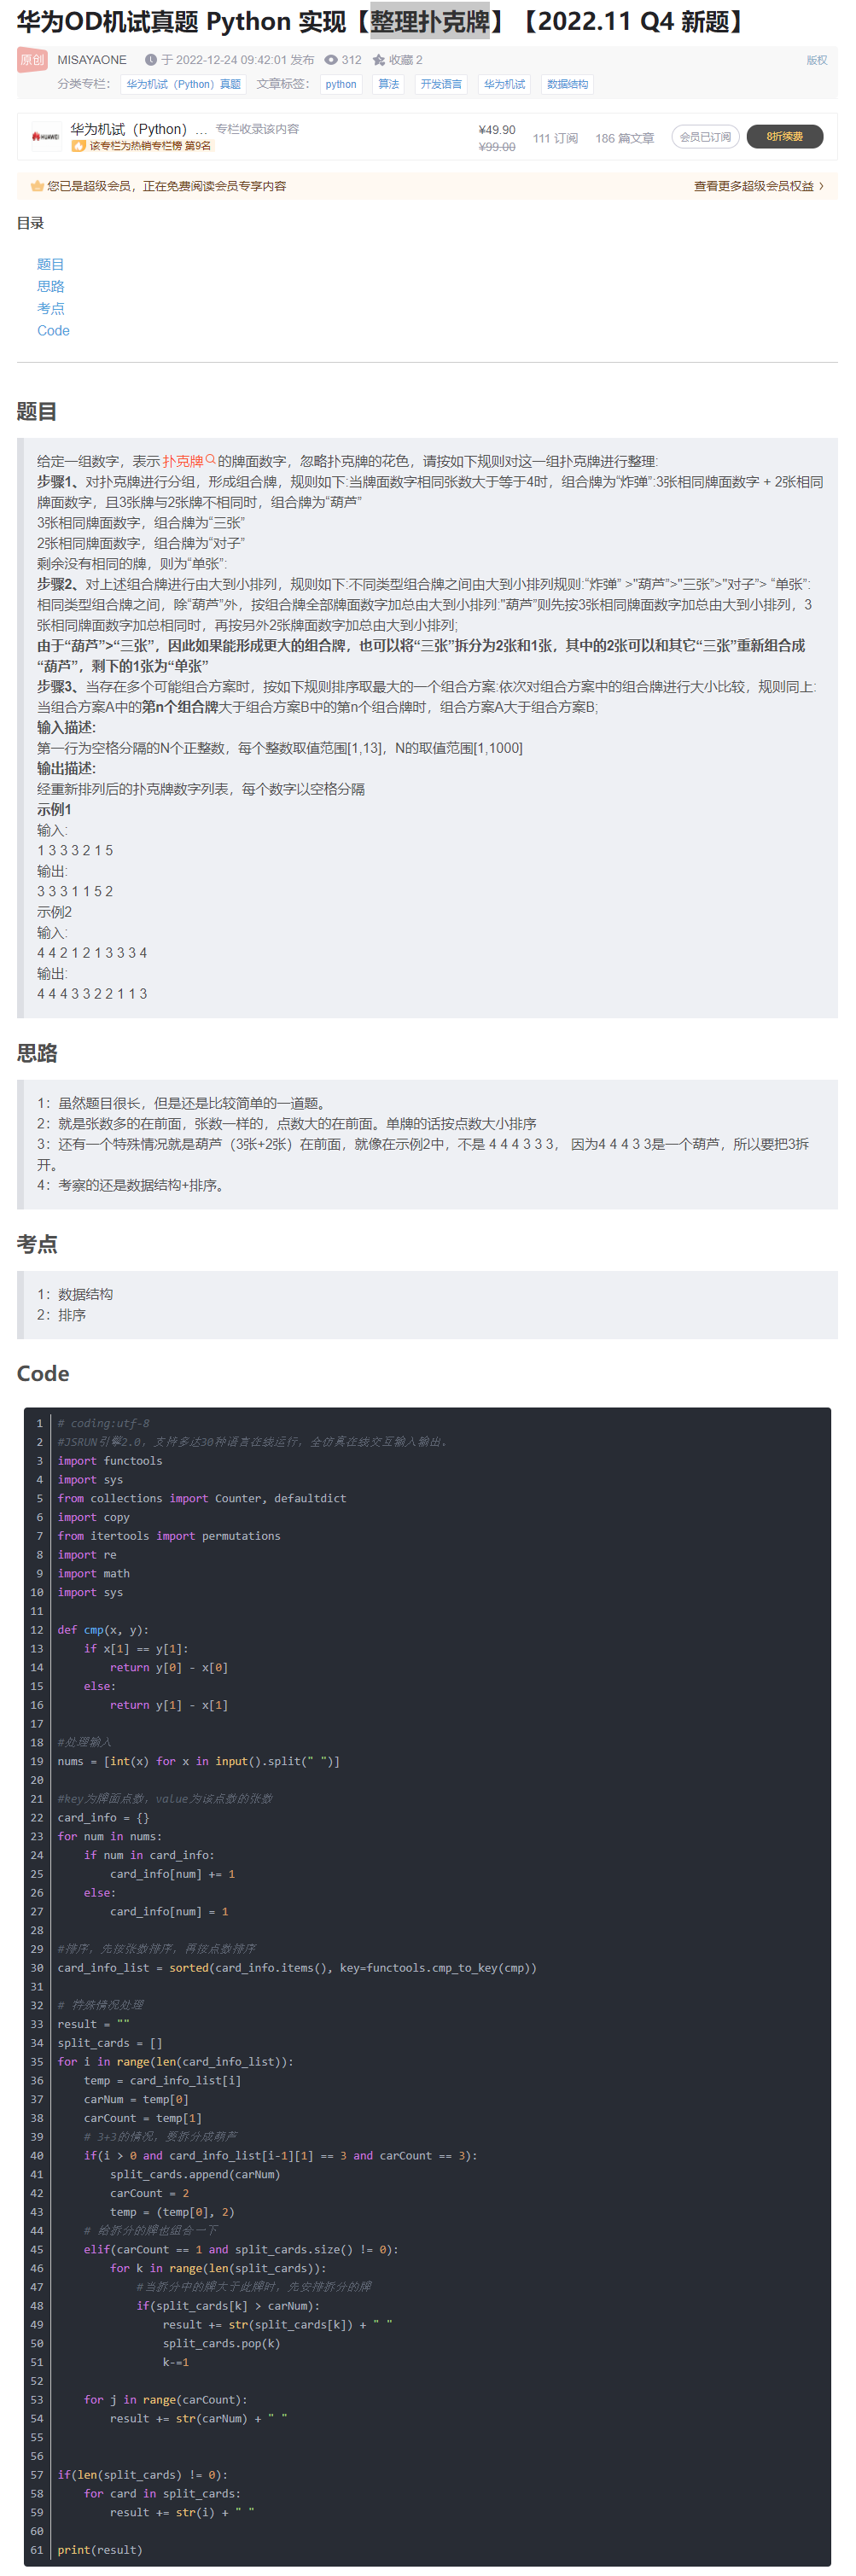 华为OD机试真题 Python 实现【整理扑克牌】【2022.11 Q4 新题】
原创 MISAYAONE 于 2022-12-24 09:42:01 发布 312 收藏 2 版权
分类专栏： 华为机试（Python）真题 文章标签： python 算法 开发语言 华为机试 数据结构
HUAWEI 华为机试（Python）... 专栏收录该内容
该专栏为热销专栏榜 第9名
¥49.90
¥99.00
111 订阅 186 篇文章 会员已订阅 8折续费
您已是超级会员，正在免费阅读会员专享内容 查看更多超级会员权益
目录
题目
思路
考点
Code
题目
给定一组数字，表示 扑克牌 的牌面数字，忽略扑克牌的花色，请按如下规则对这一组扑克牌进行整理:
步骤1、对扑克牌进行分组，形成组合牌，规则如下:当牌面数字相同张数大于等于4时，组合牌为“炸弹”:3张相同牌面数字 + 2张相同
牌面数字，且3张牌与2张牌不相同时，组合牌为“葫芦”
3张相同牌面数字，组合牌为“三张”
2张相同牌面数字，组合牌为“对子”
剩余没有相同的牌，则为“单张”:
步骤2、对上述组合牌进行由大到小排列，规则如下:不同类型组合牌之间由大到小排列规则:“炸弹” >"葫芦">"三张">"对子"> “单张”:
相同类型组合牌之间，除“葫芦”外，按组合牌全部牌面数字加总由大到小排列:"葫芦"则先按3张相同牌面数字加总由大到小排列，3
张相同牌面数字加总相同时，再按另外2张牌面数字加总由大到小排列;
由于“葫芦”>“三张”，因此如果能形成更大的组合牌，也可以将“三张”拆分为2张和1张，其中的2张可以和其它“三张”重新组合成
“葫芦”，剩下的1张为“单张”
步骤3、当存在多个可能组合方案时，按如下规则排序取最大的一个组合方案:依次对组合方案中的组合牌进行大小比较，规则同上:
当组合方案A中的第n个组合牌大于组合方案B中的第n个组合牌时，组合方案A大于组合方案B;
输入描述:
第一行为空格分隔的N个正整数，每个整数取值范围[1,13]，N的取值范围[1,1000]
输出描述:
经重新排列后的扑克牌数字列表，每个数字以空格分隔
示例1
输入:
1 3 3 3 2 1 5
输出:
3 3 3 1 1 5 2
示例2
输入:
4 4 2 1 2 1 3 3 3 4
输出:
4 4 4 3 3 2 2 1 1 3
思路
1：虽然题目很长，但是还是比较简单的一道题。
2：就是张数多的在前面，张数一样的，点数大的在前面。单牌的话按点数大小排序
3：还有一个特殊情况就是葫芦（3张+2张）在前面，就像在示例2中，不是 4 4 4 3 3 3， 因为4 4 4 3 3是一个葫芦，所以要把3拆
开。
4：考察的还是数据结构+排序。
考点
1：数据结构
2：排序
Code
1 # coding:utf-8
2 #JSRUN引擎2.0，支持多达30种语言在线运行，全仿真在线交互输入输出。
3 import functools
4 import sys
5 from collections import Counter, defaultdict
6 import copy
7 from itertools import permutations
8 import re
9 import math
10 import sys
11
12 def cmp(x, y):
13 if x[1] == y[1]:
14 return y[0] - x[0]
15 else:
16 return y[1] - x[1]
17
18 #处理输入
19 nums = [int(x) for x in input().split(" ")]
20
21 #key为牌面点数，value为该点数的张数
22 card_info = {}
23 for num in nums:
24 if num in card_info:
25 card_info[num] += 1
26 else:
27 card_info[num] = 1
28
29 #排序，先按张数排序，再按点数排序
30 card_info_list = sorted(card_info.items(), key=functools.cmp_to_key(cmp))
31
32 # 特殊情况处理
33 result = ""
34 split_cards = []
35 for i in range(len(card_info_list)):
36 temp = card_info_list[i]
37 carNum = temp[0]
38 carCount = temp[1]
39 # 3+3的情况，要拆分成葫芦
40 if(i > 0 and card_info_list[i-1][1] == 3 and carCount == 3):
41 split_cards.append(carNum)
42 carCount = 2
43 temp = (temp[0], 2)
44 # 给拆分的牌也组合一下
45 elif(carCount == 1 and split_cards.size() != 0):
46 for k in range(len(split_cards)):
47 #当拆分中的牌大于此牌时，先安排拆分的牌
48 if(split_cards[k] > carNum):
49 result += str(split_cards[k]) + " "
50 split_cards.pop(k)
51 k-=1
52
53 for j in range(carCount):
54 result += str(carNum) + " "
55
56
57 if(len(split_cards) != 0):
58 for card in split_cards:
59 result += str(i) + " "
60
61 print(result)